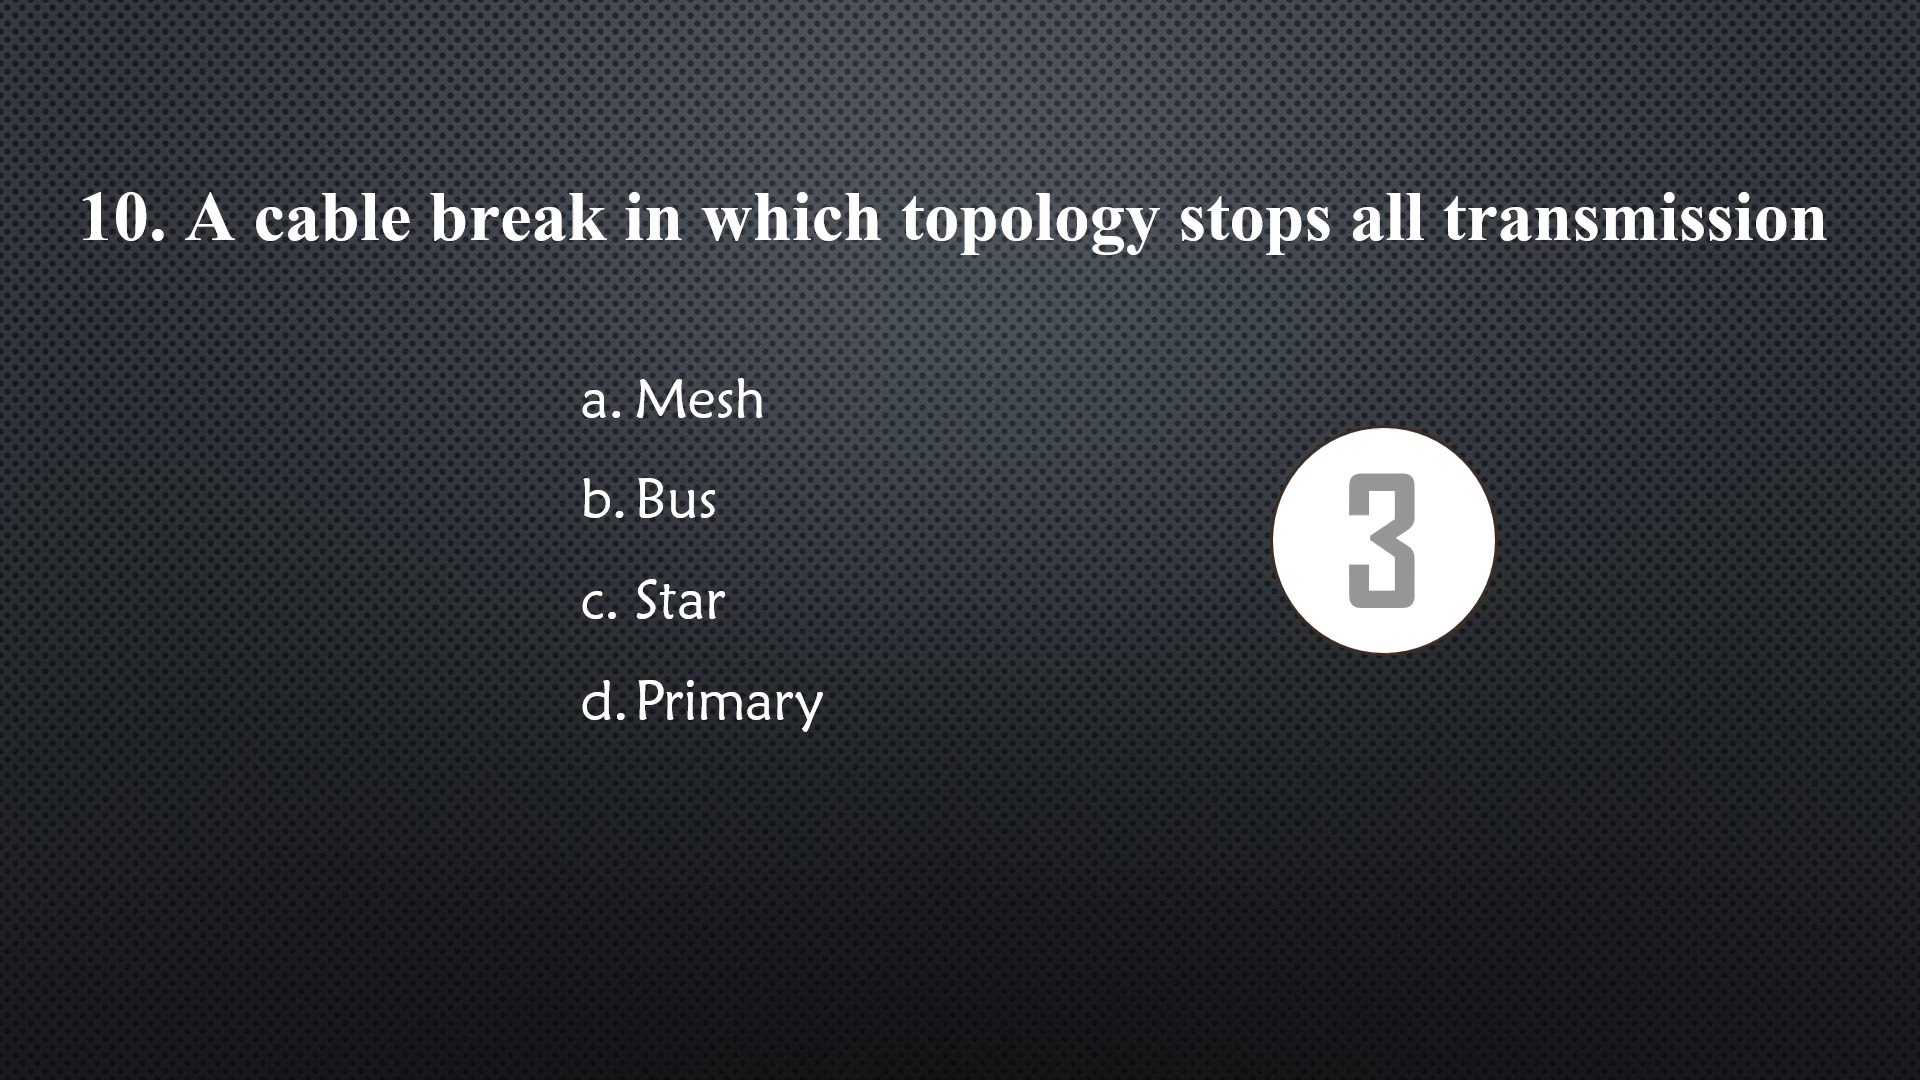 10. A cable break in which topology stops all transmission
a. Mesh
b. Bus
3
c. Star
d. Primary